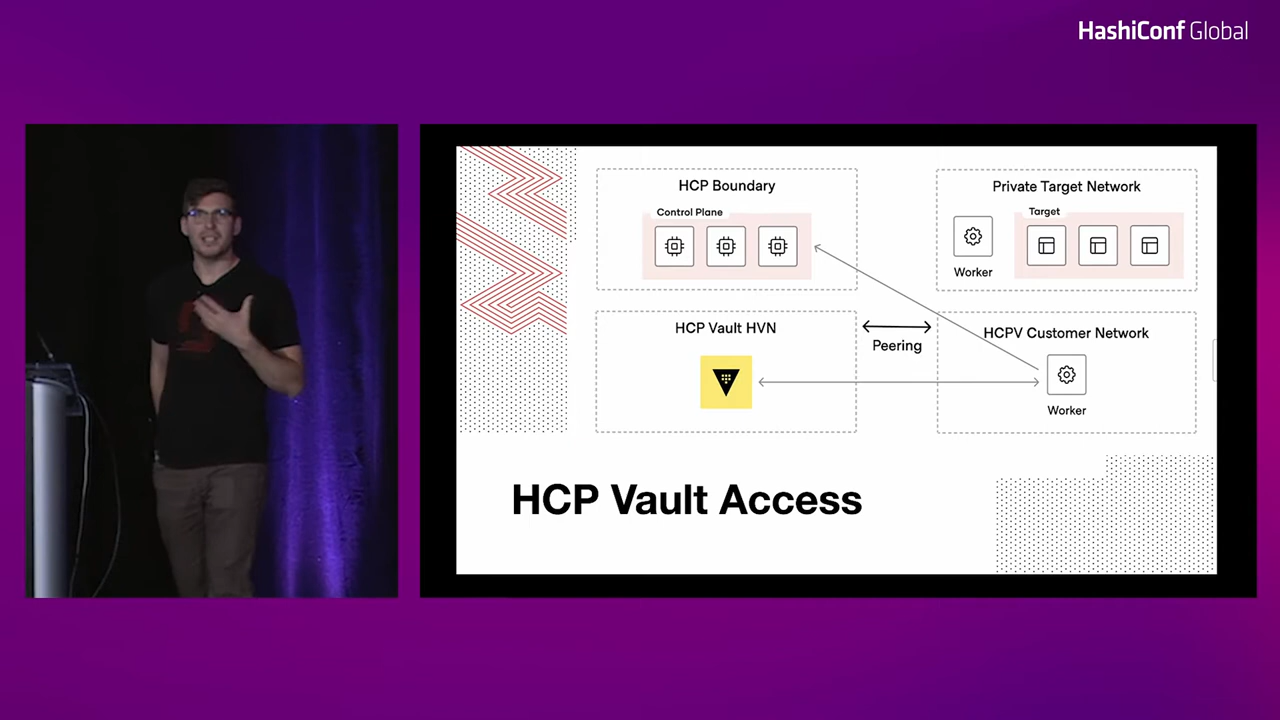 HashiConf Global
HCP Boundary
Control Plane
Private Target Network
Target
Worker
HCP Vault HVN
Peering
HCPV Customer Network
Worker
HCP Vault Access